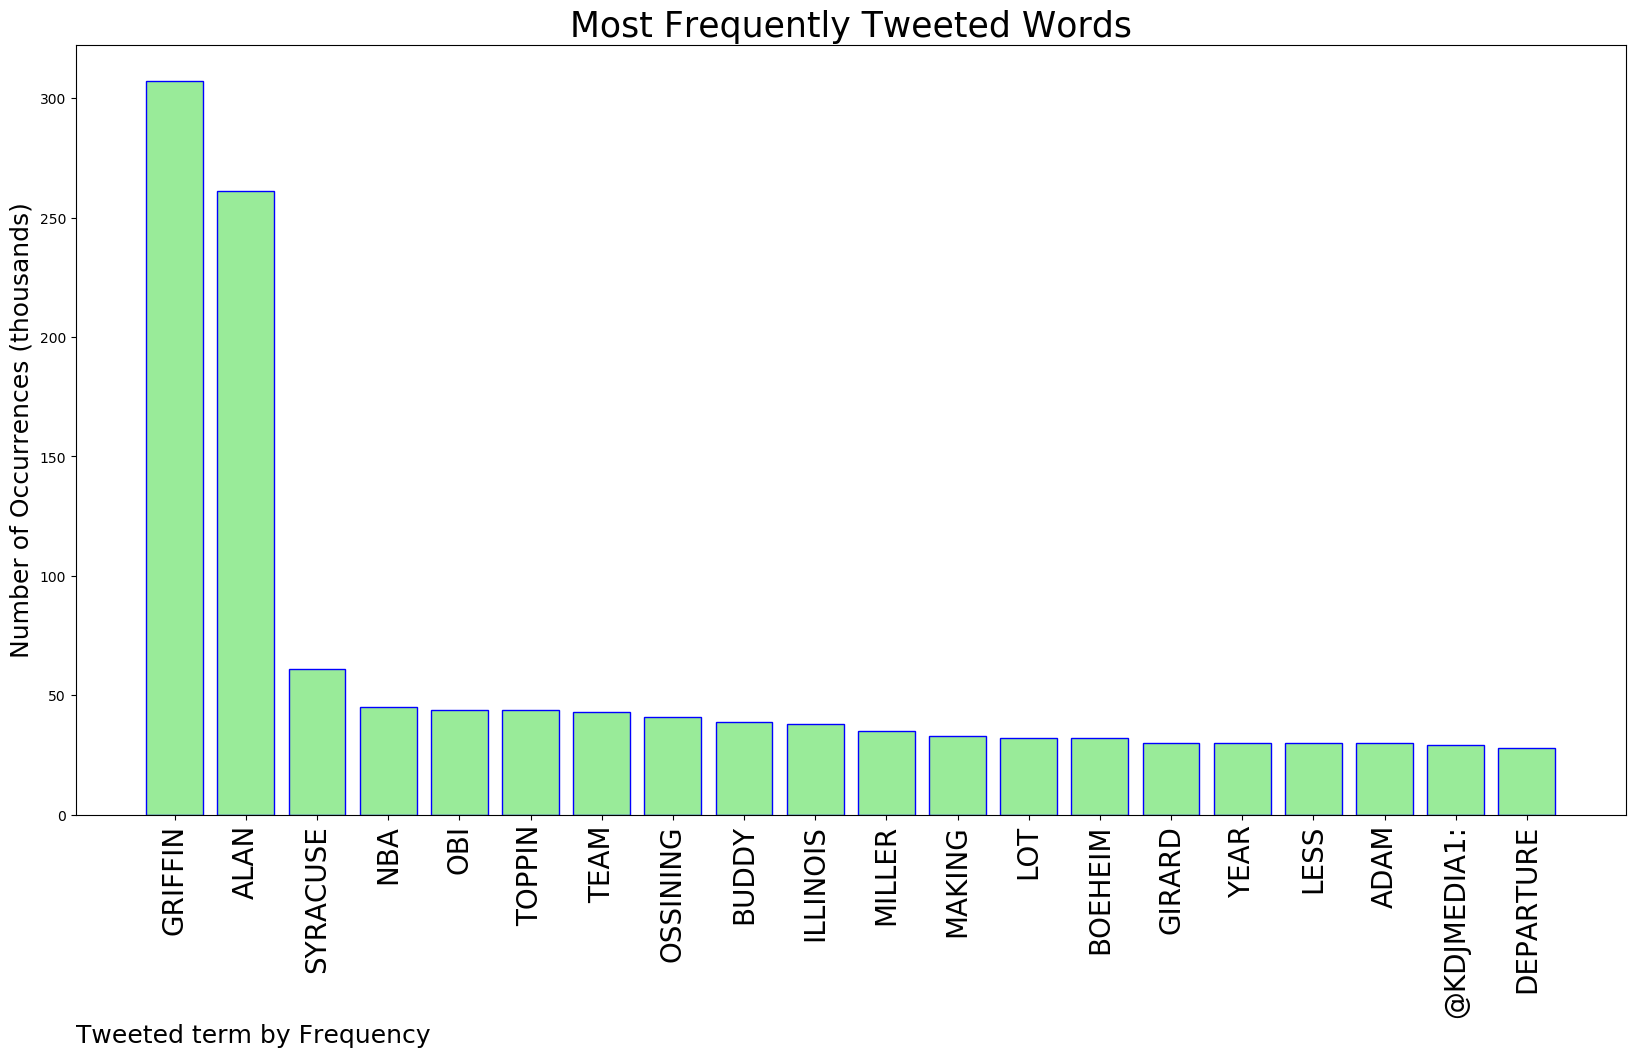 Most Frequently Tweeted Words
Number of Occurrences (thousands)
300
250
200
150
100
50
0
GRIFFIN
ALAN
SYRACUSE
NBA
OBI
TOPPIN
TEAM
OSSINING
BUDDY
ILLINOIS
MILLER
MAKING
LOT
BOEHEIM
GIRARD
YEAR
LESS
ADAM
@KDJMEDIA1:
DEPARTURE
Tweeted term by Frequency